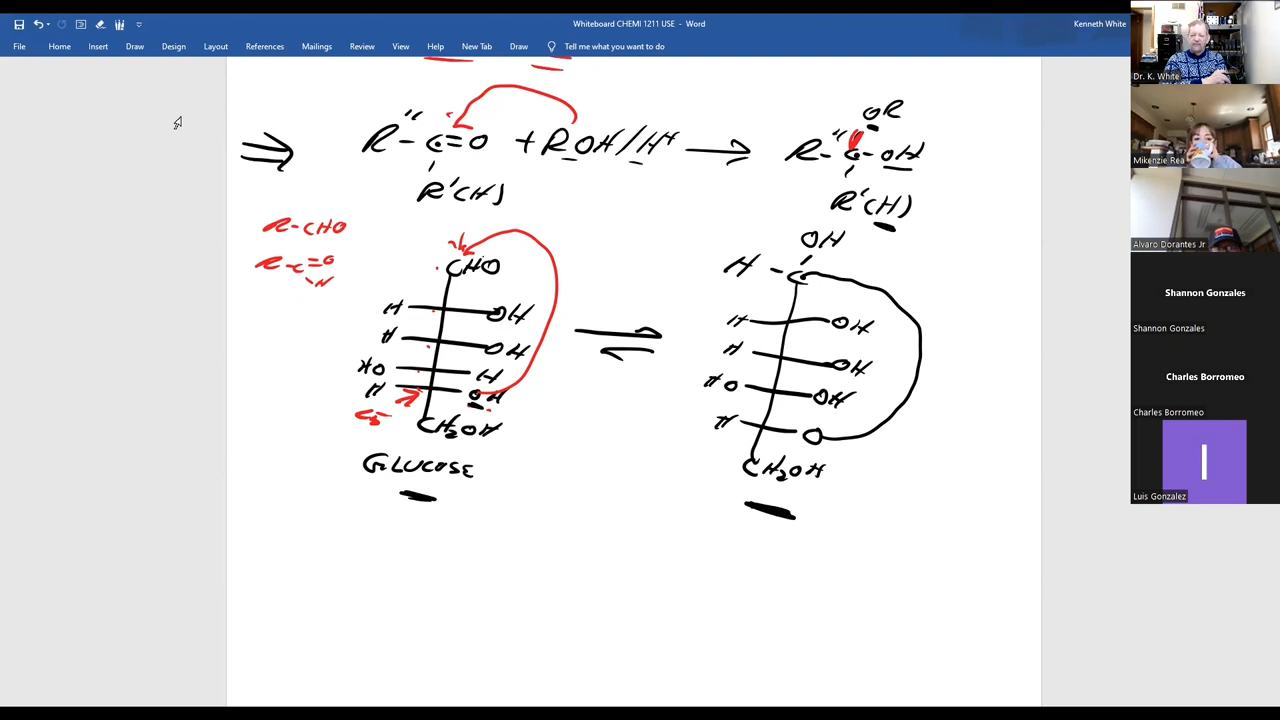 Whiteboard CHEMI 1211 USE - Word
Kenneth White
File Home Insert Draw Design Layout References Mailings Review View Help New Tab Draw Tell me what you want to do
Dr. K. White
Mikenzie Rea
Alvaro Dorantes Jr
Shannon Gonzales
Shannon Gonzales
Charles Borromeo
Charles Borromeo
I
Luis Gonzalez
OR
R-C=O + ROH/H+ R-C-OH
R'(H) R'(H)
R-CHO
R-C=O
-H
CHO
H OH
H OH
HO H
H OH
C5
CH2OH
GLUCOSE
OH
H-C
H OH
H OH
HO OH
H O
CH2OH